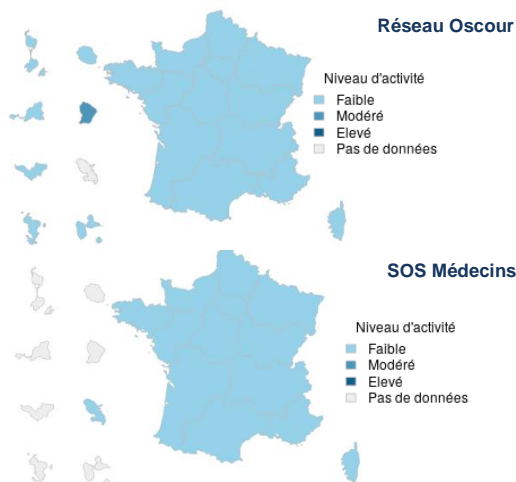 Réseau Oscour
Niveau d'activité
Faible
Modéré
Elevé
Pas de données
SOS Médecins
Niveau d'activité
Faible
Modéré
Elevé
Pas de données